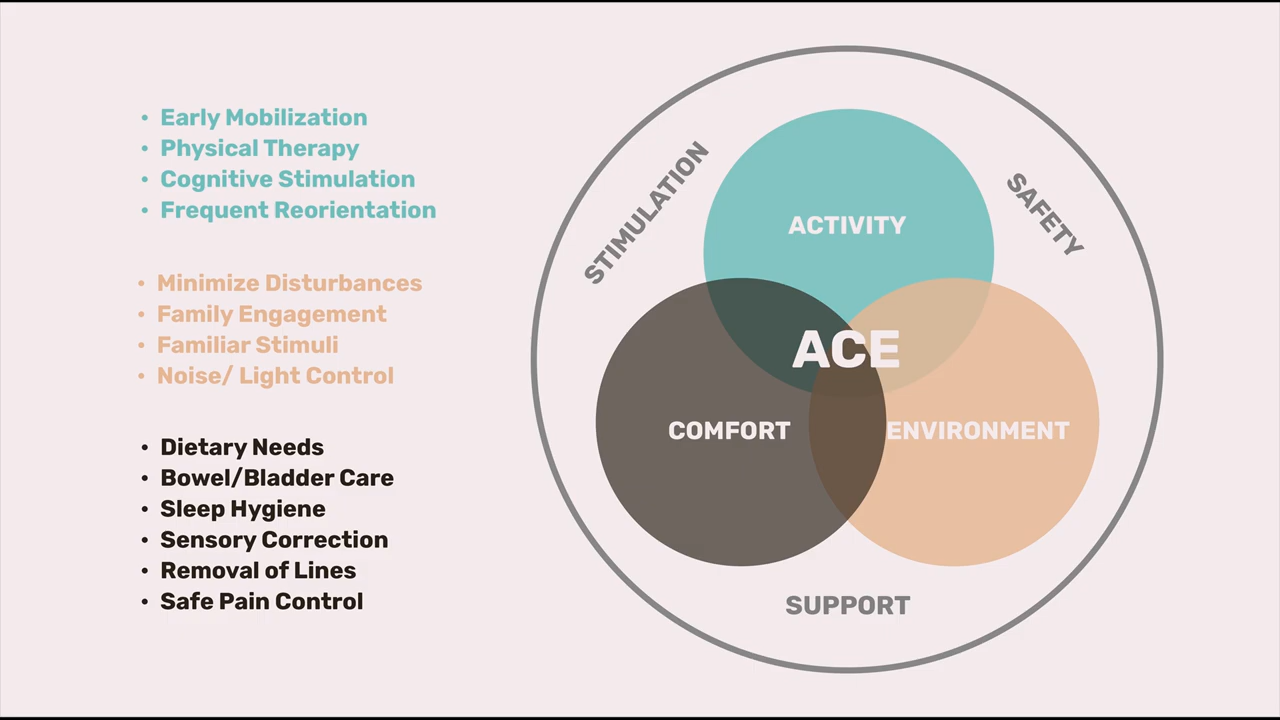 • Early Mobilization
• Physical Therapy
• Cognitive Stimulation
• Frequent Reorientation
• Minimize Disturbances
• Family Engagement
• Familiar Stimuli
• Noise/ Light Control
• Dietary Needs
• Bowel/Bladder Care
• Sleep Hygiene
• Sensory Correction
• Removal of Lines
• Safe Pain Control
STIMULATION
SAFETY
ACTIVITY
ACE
COMFORT
ENVIRONMENT
SUPPORT